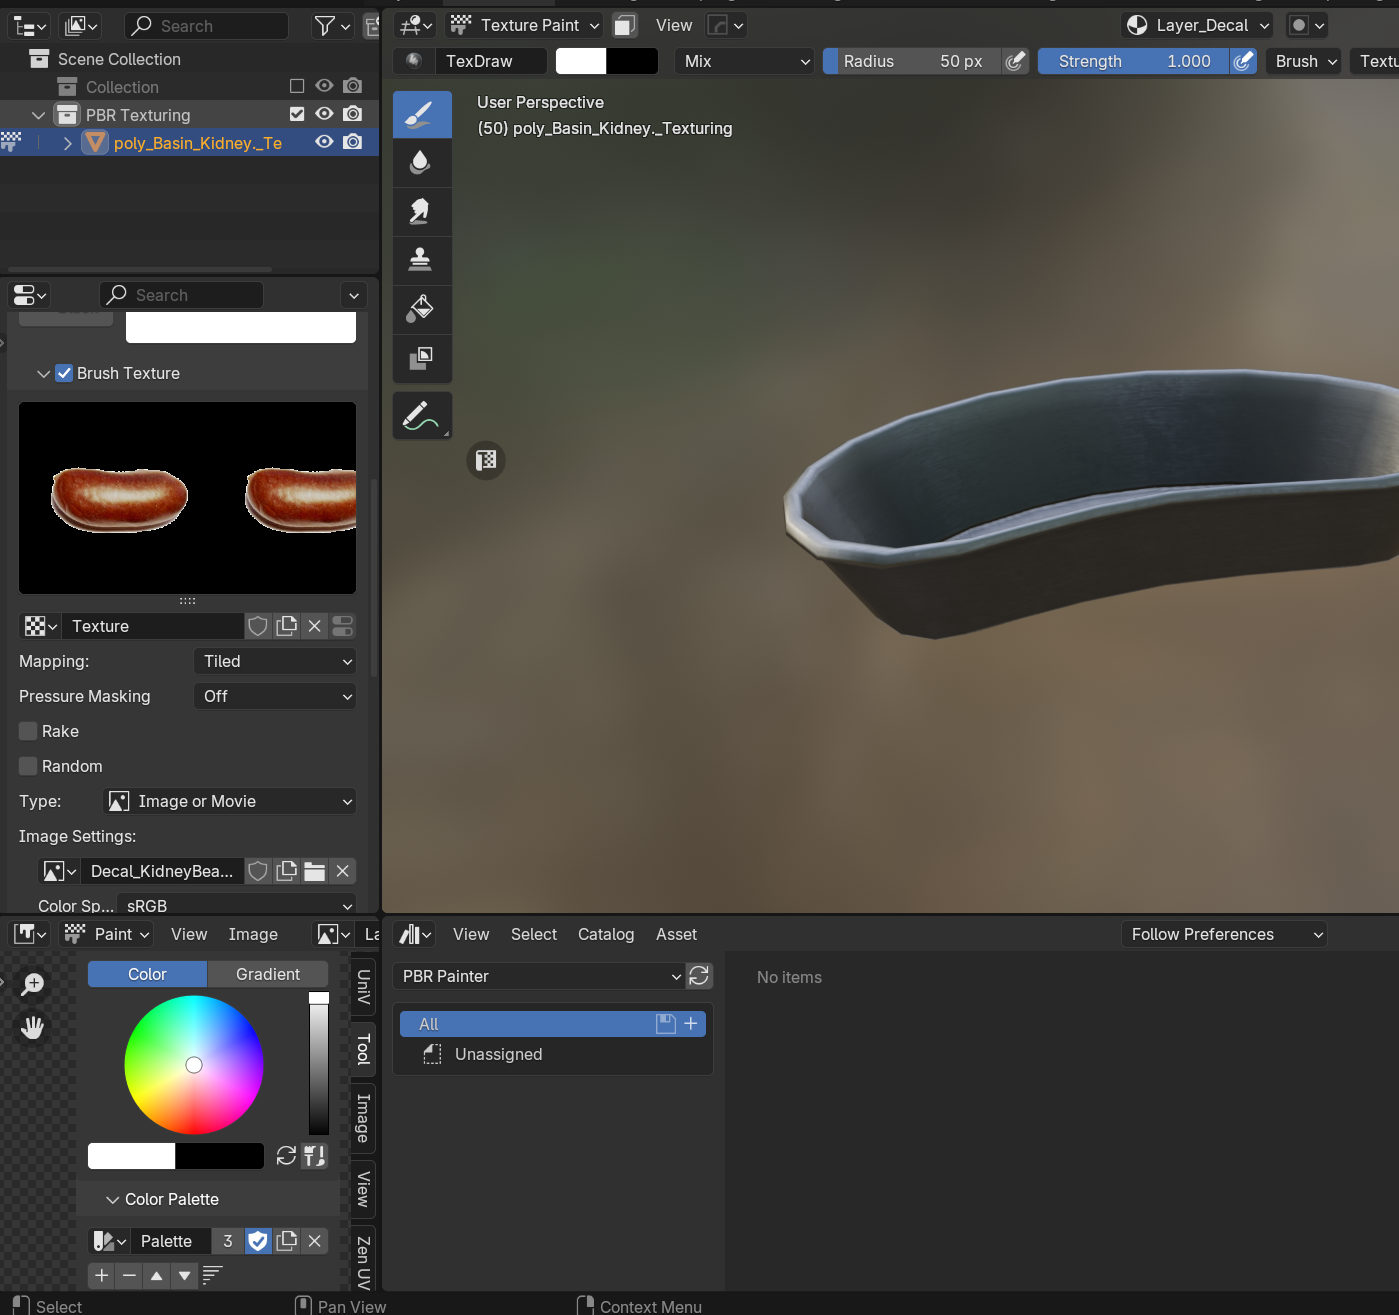 Search
Scene Collection
Collection
PBR Texturing
poly_Basin_Kidney._Te
Search
Brush Texture
Texture
Mapping:
Tiled
Pressure Masking
Off
Rake
Random
Type:
Image or Movie
Image Settings:
Decal_KidneyBea...
Color Sp...
sRGB
Texture Paint
View
Layer_Decal
TexDraw
Mix
Radius
50 px
Strength
1.000
Brush
Textu
User Perspective
(50) poly_Basin_Kidney._Texturing
Paint
View
Image
La
Color
Gradient
Color Palette
Palette
3
UniV
Tool
Image
View
Zen UV
View
Select
Catalog
Asset
Follow Preferences
PBR Painter
All
Unassigned
No items
Select
Pan View
Context Menu